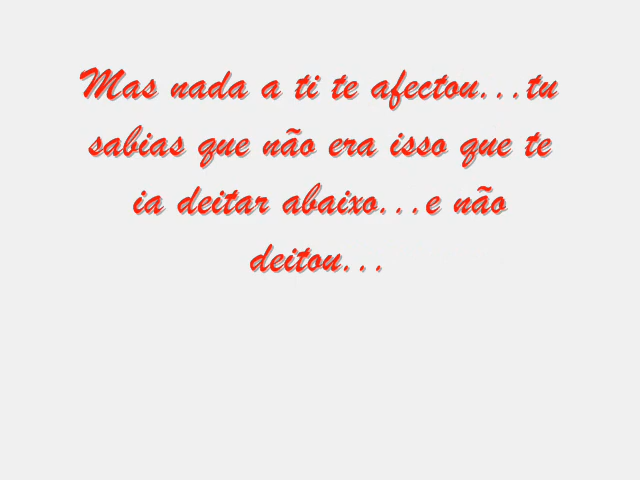 Mas nada a ti te afectou...tu
sabias que não era isso que te
ia deitar abaixo...e não
deitou...